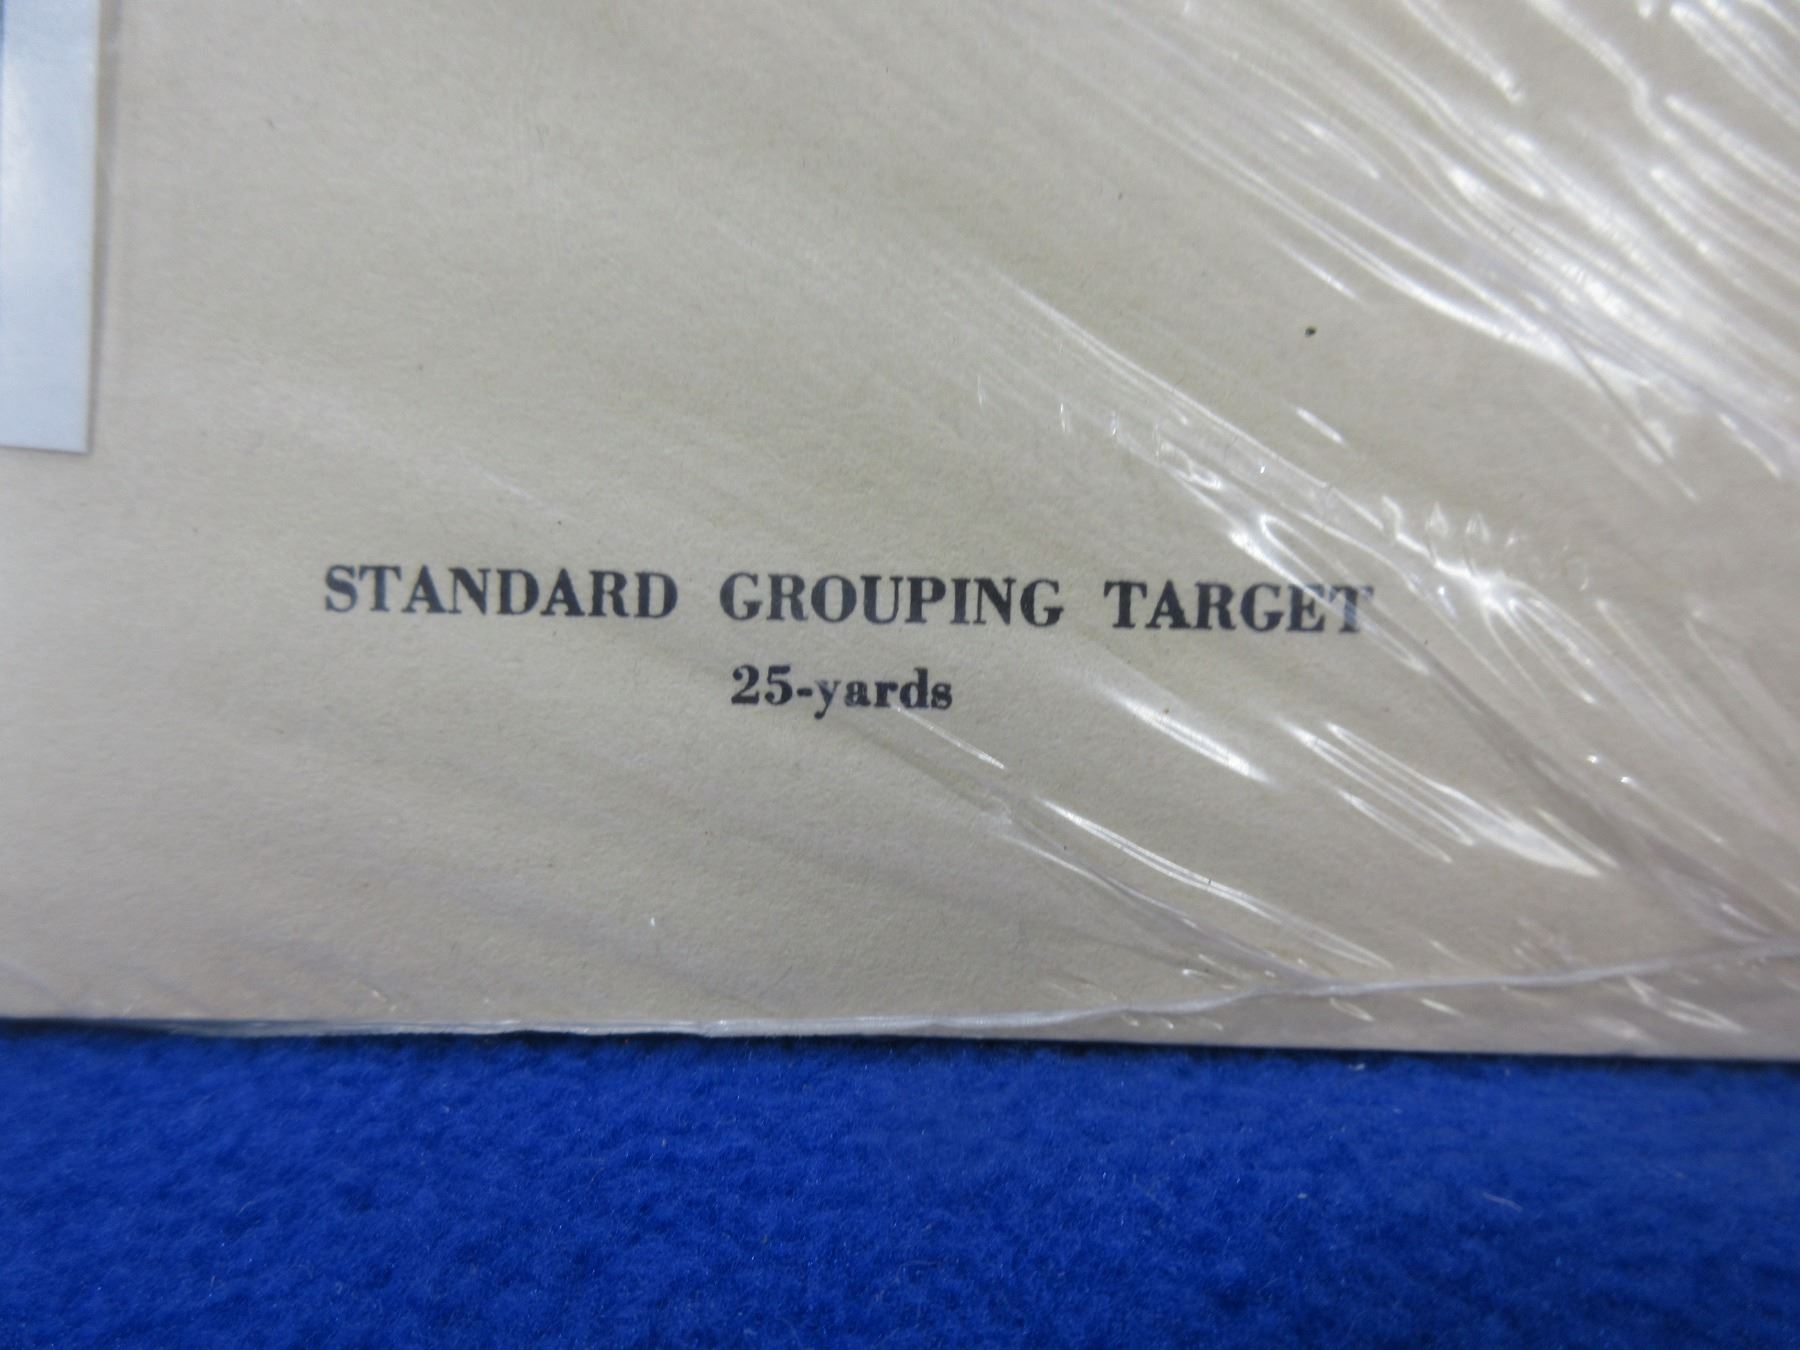 STANDARD GROUPING TARGET
25-yards